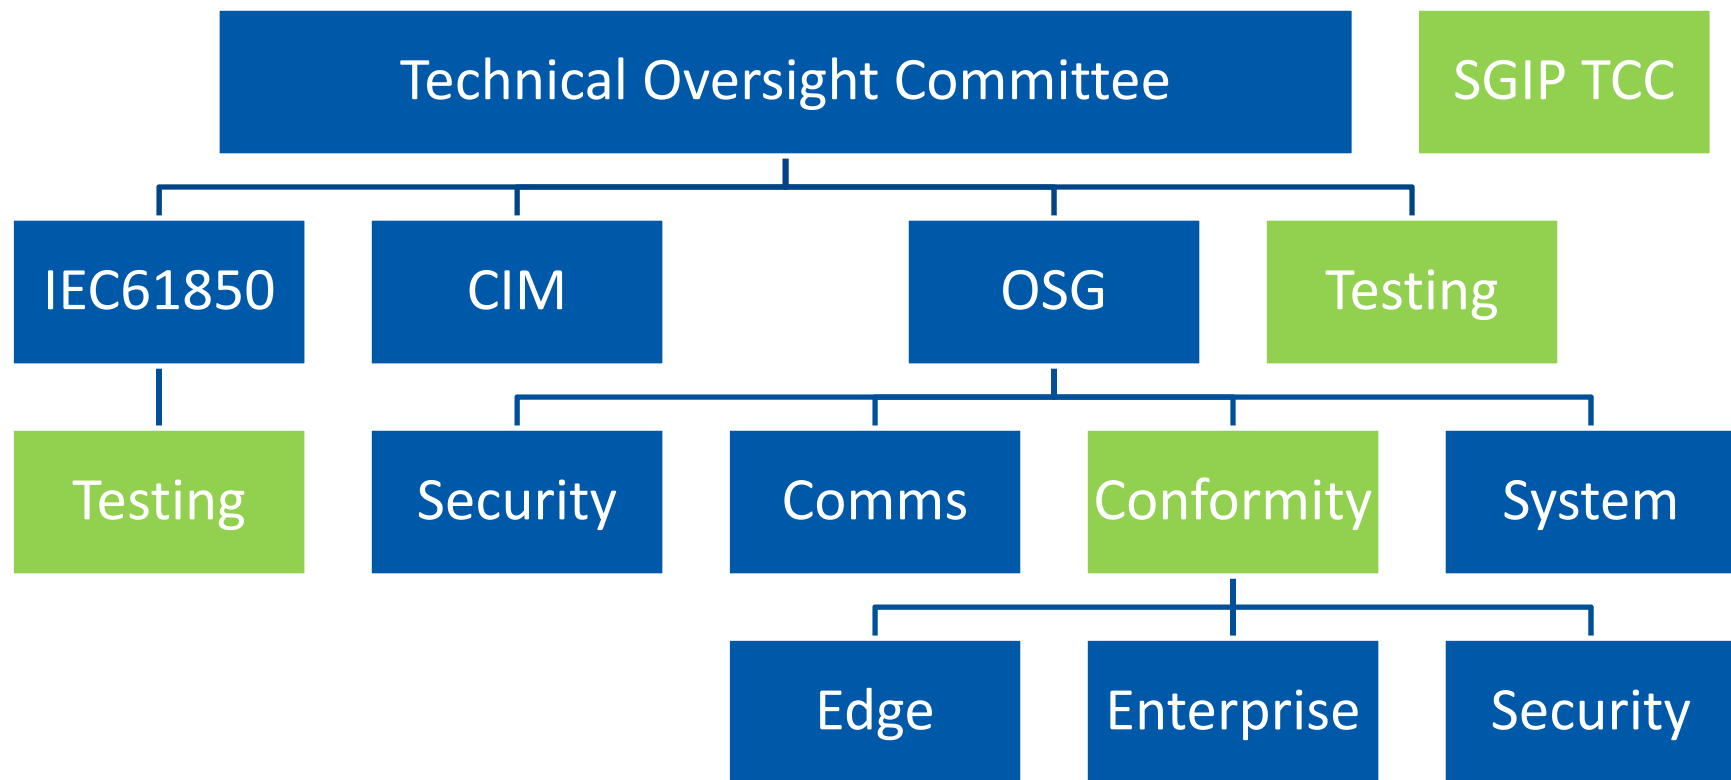 Technical Oversight Committee
SGIP TCC
IEC61850
CIM
OSG
Testing
Testing
Security
Comms
Conformity
System
Edge
Enterprise
Security